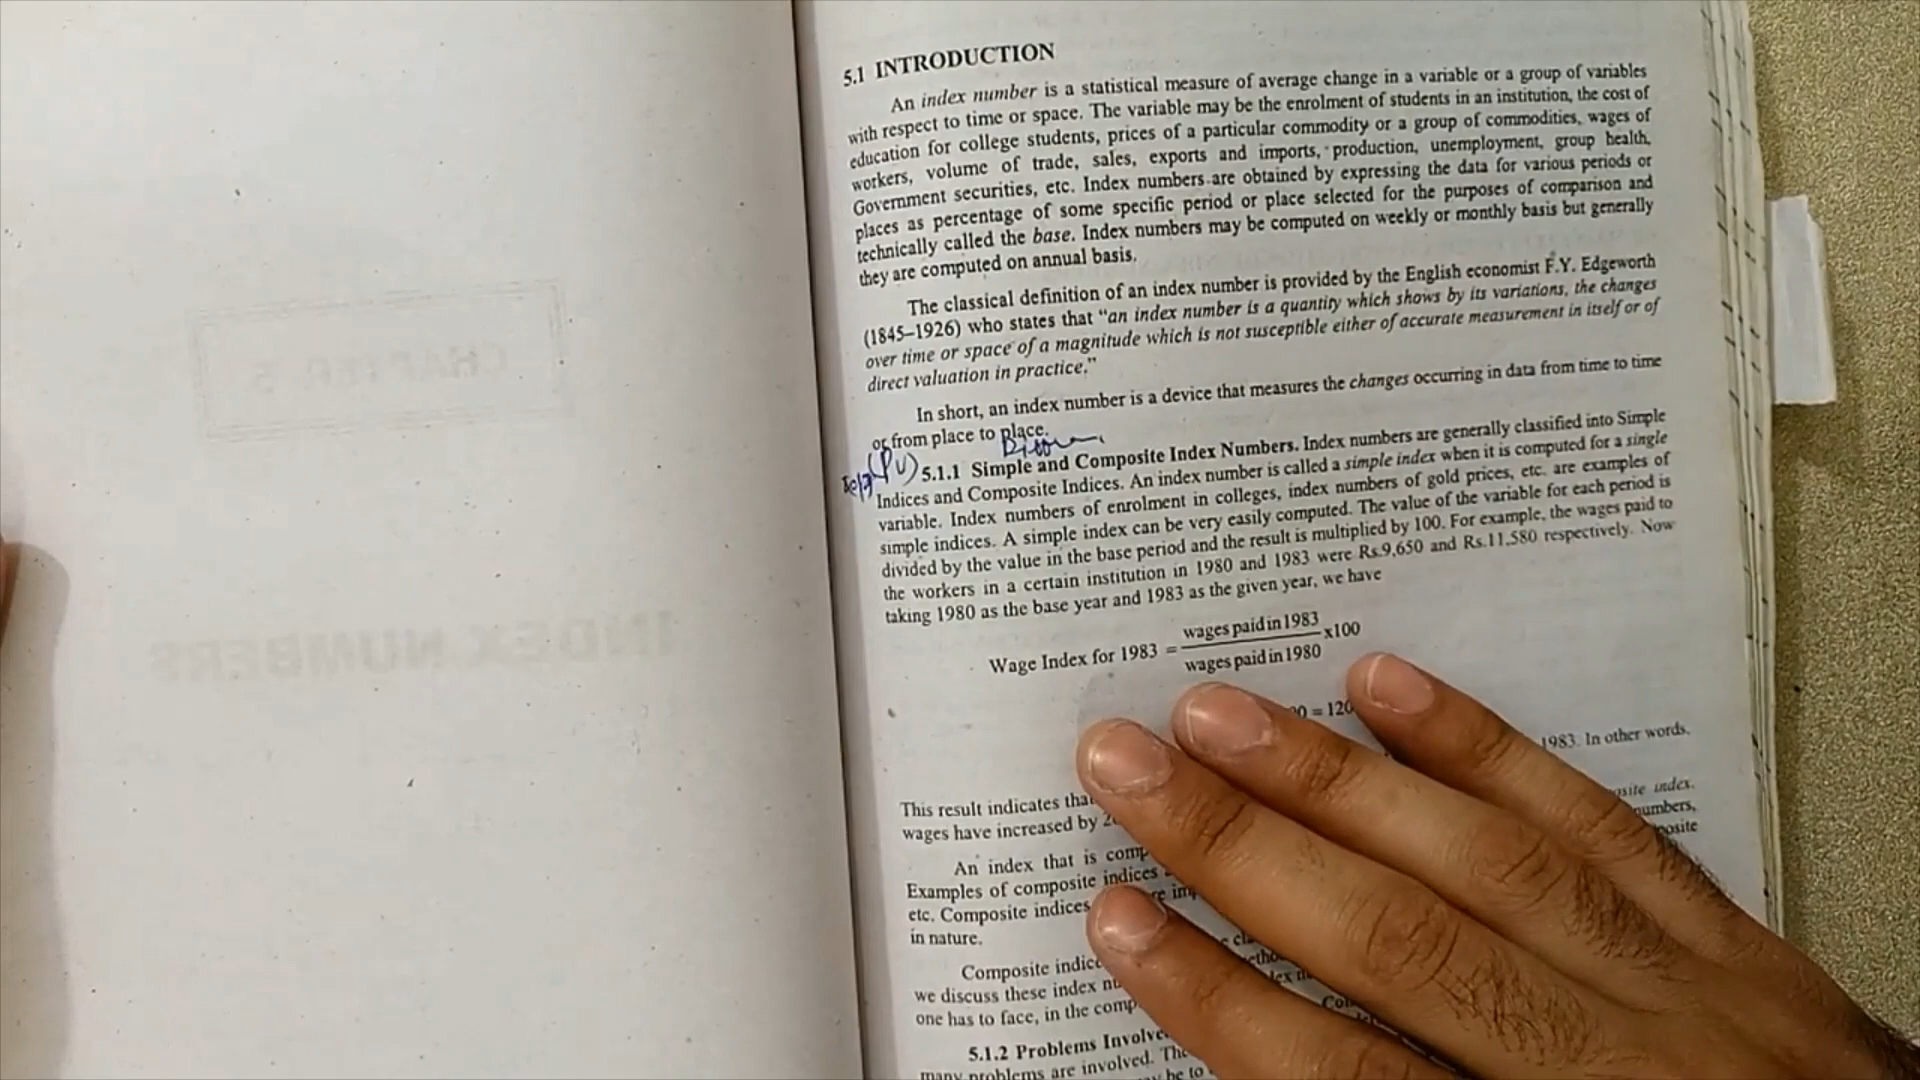 5.1 INTRODUCTION
An index number is a statistical measure of average change in a variable or a group of variables
with respect to time or space. The variable may be the enrolment of students in an institution, the cost of
education for college students, prices of a particular commodity or a group of commodities, wages of
workers, volume of trade, sales, exports and imports, production, unemployment, group health,
Government securities, etc. Index numbers are obtained by expressing the data for various periods or
places as percentage of some specific period or place selected for the purposes of comparison and
technically called the base. Index numbers may be computed on weekly or monthly basis but generally
they are computed on annual basis.
The classical definition of an index number is provided by the English economist F.Y. Edgeworth
(1845–1926) who states that "an index number is a quantity which shows by its variations, the changes
over time or space of a magnitude which is not susceptible either of accurate measurement in itself or of
direct valuation in practice."
In short, an index number is a device that measures the changes occurring in data from time to time
or from place to place.
5.1.1 Simple and Composite Index Numbers. Index numbers are generally classified into Simple
Indices and Composite Indices. An index number is called a simple index when it is computed for a single
variable. Index numbers of enrolment in colleges, index numbers of gold prices, etc. are examples of
simple indices. A simple index can be very easily computed. The value of the variable for each period is
divided by the value in the base period and the result is multiplied by 100. For example, the wages paid to
the workers in a certain institution in 1980 and 1983 were Rs.9,650 and Rs.11,580 respectively. Now
taking 1980 as the base year and 1983 as the given year, we have
Wage Index for 1983 = wages paid in 1983 / wages paid in 1980 x100
= 120
This result indicates 1983. In other words,
wages have increased by
An index that is index.
Examples of composite indices numbers,
etc. Composite indices
in nature.
Composite
we discuss these index
one has to face, in the
5.1.2 Problems
many problems are involved.
be to